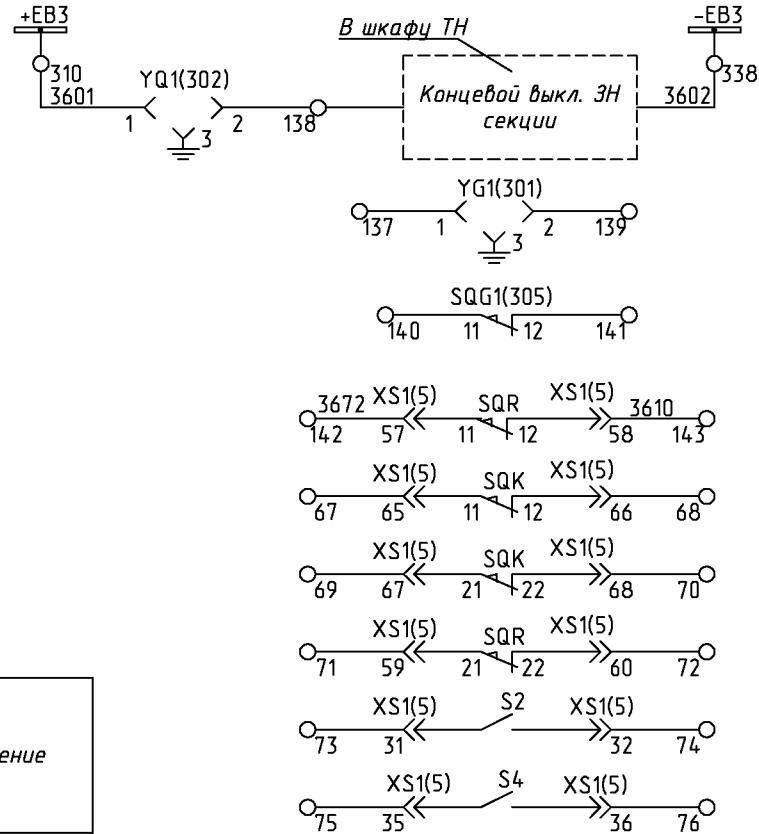 +ЕВ3
В шкафу ТН
−ЕВ3
310
338
3601
YQ1(302)
Концевой выкл. ЗН
секции
3602
1
3
2
138
YG1(301)
137
1
3
2
139
SQG1(305)
140
11
12
141
3672
XS1(5)
SQR
XS1(5)
3610
142
57
11
12
58
143
XS1(5)
SQK
XS1(5)
67
65
11
12
66
68
XS1(5)
SQK
XS1(5)
69
67
21
22
68
70
XS1(5)
SQR
XS1(5)
71
59
21
22
60
72
XS1(5)
S2
XS1(5)
73
31
32
74
ение
XS1(5)
S4
XS1(5)
75
35
36
76